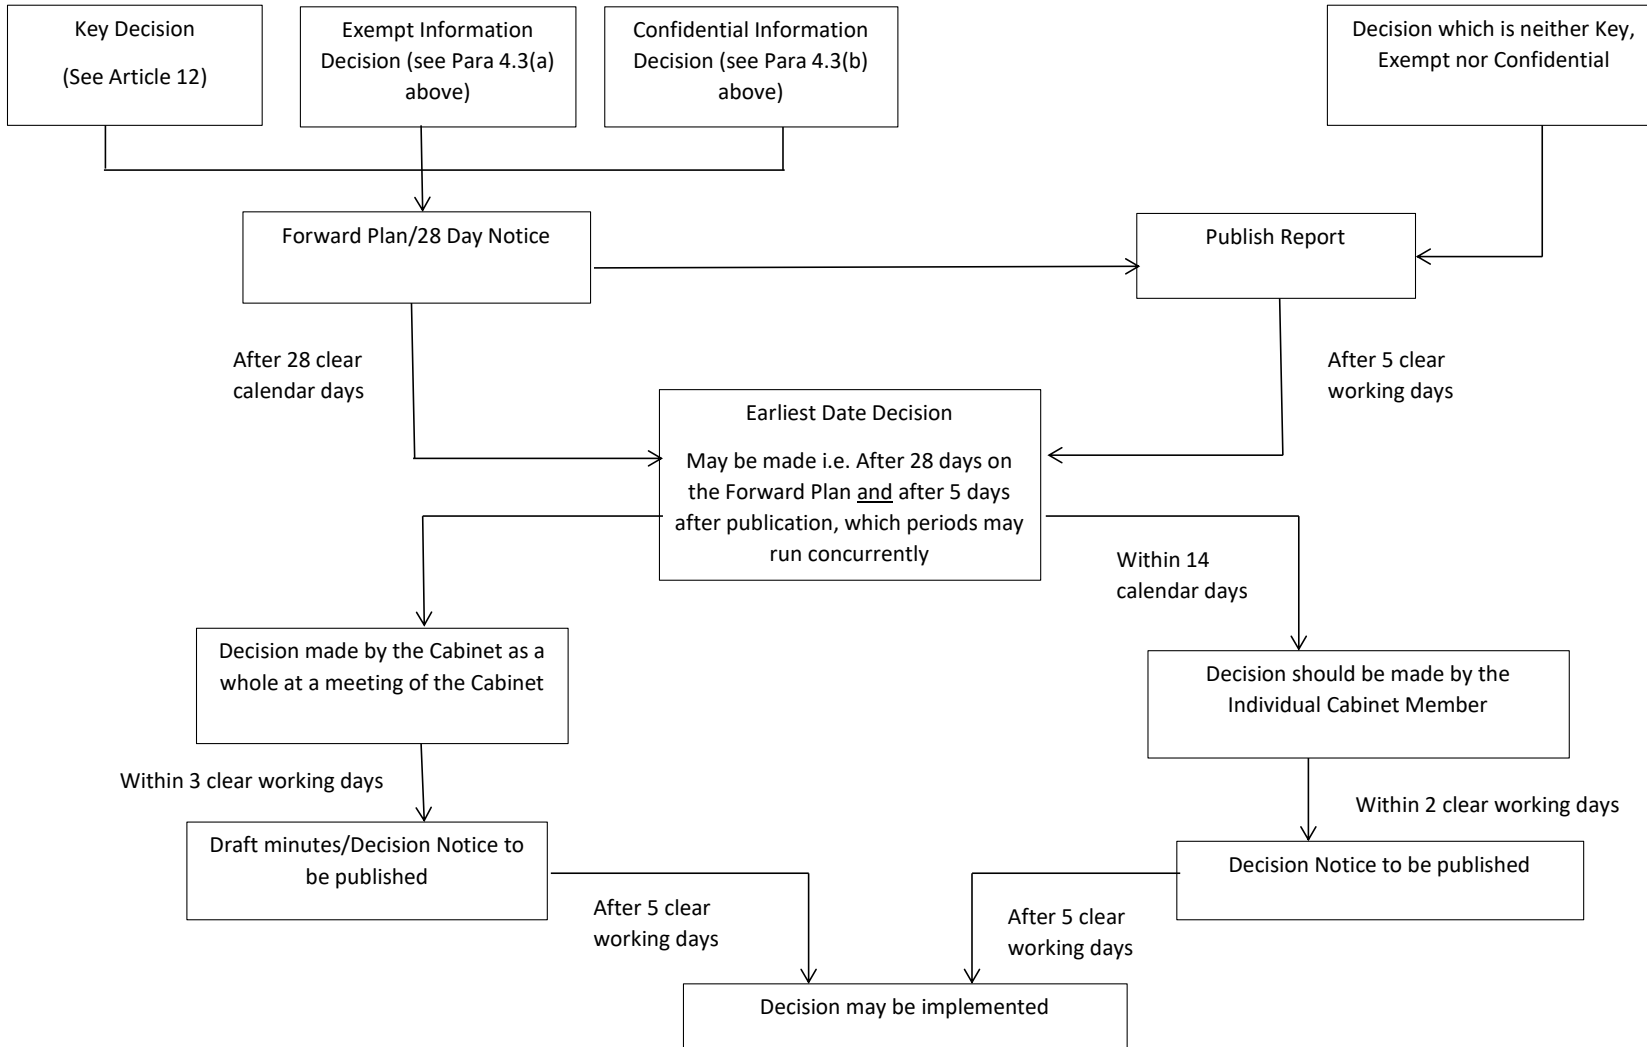 Key Decision
(See Article 12)
Exempt Information
Decision (see Para 4.3(a)
above)
Confidential Information
Decision (see Para 4.3(b)
above)
Decision which is neither Key,
Exempt nor Confidential
Forward Plan/28 Day Notice
Publish Report
After 28 clear
calendar days
After 5 clear
working days
Earliest Date Decision
May be made i.e. After 28 days on
the Forward Plan and after 5 days
after publication, which periods may
run concurrently
Within 14
calendar days
Decision made by the Cabinet as a
whole at a meeting of the Cabinet
Decision should be made by the
Individual Cabinet Member
Within 3 clear working days
Within 2 clear working days
Draft minutes/Decision Notice to
be published
Decision Notice to be published
After 5 clear
working days
After 5 clear
working days
Decision may be implemented